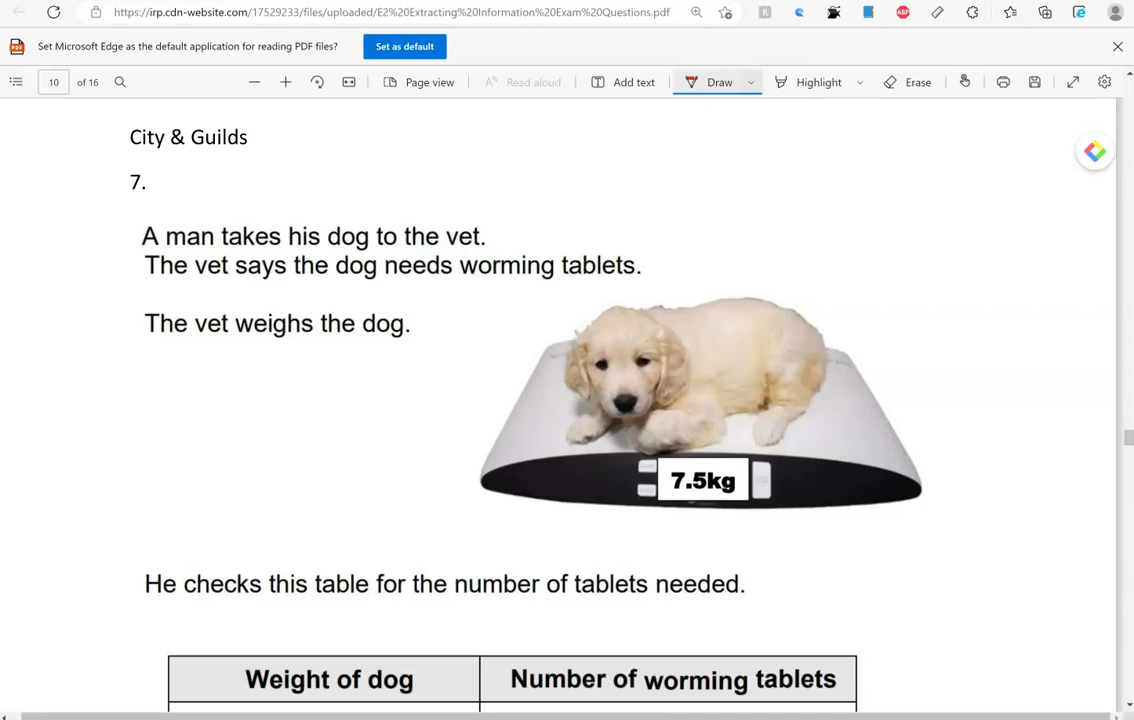 https://irp.cdn-website.com/17529233/files/uploaded/E2%20Extracting%20Information%20Exam%20Questions.pdf
ABP
PDF
Set Microsoft Edge as the default application for reading PDF files?
Set as default
10 of 16
Page view
Read aloud
Add text
Draw
Highlight
Erase
City & Guilds
7.
A man takes his dog to the vet.
The vet says the dog needs worming tablets.
The vet weighs the dog.
7.5kg
He checks this table for the number of tablets needed.
Weight of dog
Number of worming tablets